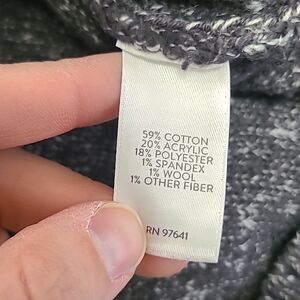 59% COTTON
20% ACRYLIC
18% POLYESTER
1% SPANDEX
1% WOOL
1% OTHER FIBER
RN 97641